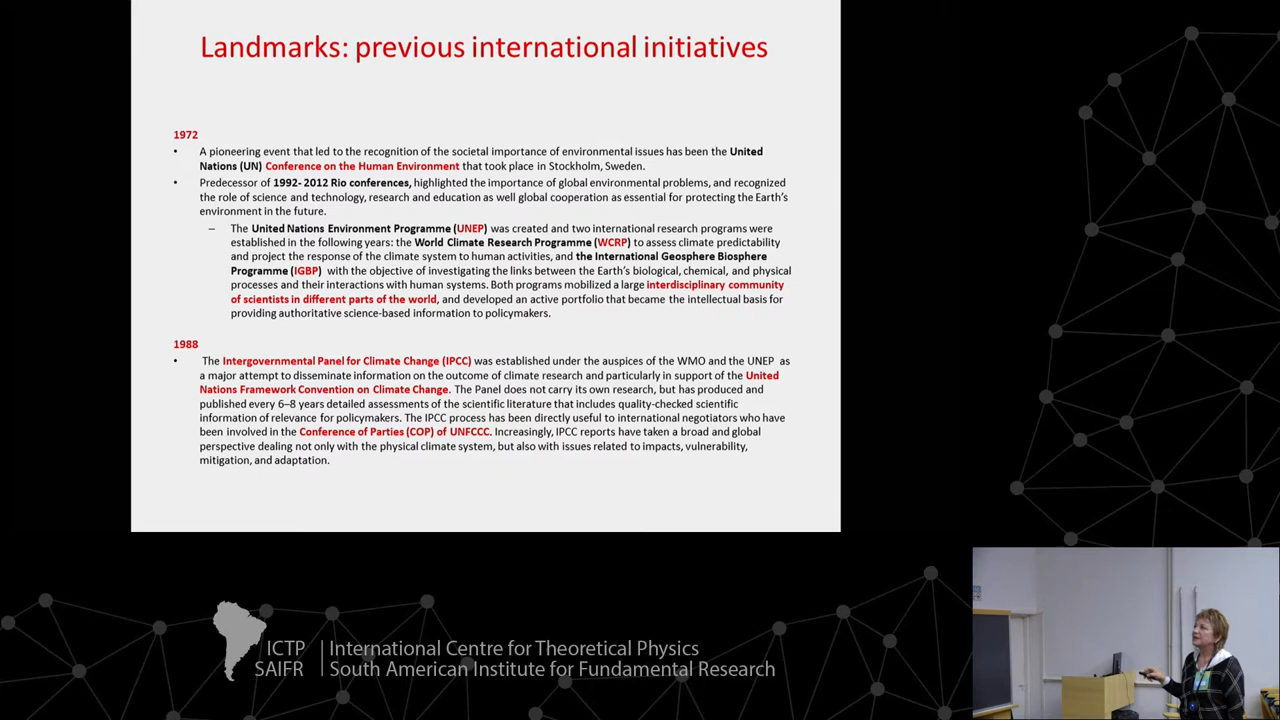 Landmarks: previous international initiatives
1972
• A pioneering event that led to the recognition of the societal importance of environmental issues has been the United
Nations (UN) Conference on the Human Environment that took place in Stockholm, Sweden.
• Predecessor of 1992- 2012 Rio conferences, highlighted the importance of global environmental problems, and recognized
the role of science and technology, research and education as well global cooperation as essential for protecting the Earth's
environment in the future.
– The United Nations Environment Programme (UNEP) was created and two international research programs were
established in the following years: the World Climate Research Programme (WCRP) to assess climate predictability
and project the response of the climate system to human activities, and the International Geosphere Biosphere
Programme (IGBP) with the objective of investigating the links between the Earth's biological, chemical, and physical
processes and their interactions with human systems. Both programs mobilized a large interdisciplinary community
of scientists in different parts of the world, and developed an active portfolio that became the intellectual basis for
providing authoritative science-based information to policymakers.
1988
• The Intergovernmental Panel for Climate Change (IPCC) was established under the auspices of the WMO and the UNEP as
a major attempt to disseminate information on the outcome of climate research and particularly in support of the United
Nations Framework Convention on Climate Change. The Panel does not carry its own research, but has produced and
published every 6–8 years detailed assessments of the scientific literature that includes quality-checked scientific
information of relevance for policymakers. The IPCC process has been directly useful to international negotiators who have
been involved in the Conference of Parties (COP) of UNFCCC. Increasingly, IPCC reports have taken a broad and global
perspective dealing not only with the physical climate system, but also with issues related to impacts, vulnerability,
mitigation, and adaptation.
ICTP International Centre for Theoretical Physics
SAIFR South American Institute for Fundamental Research